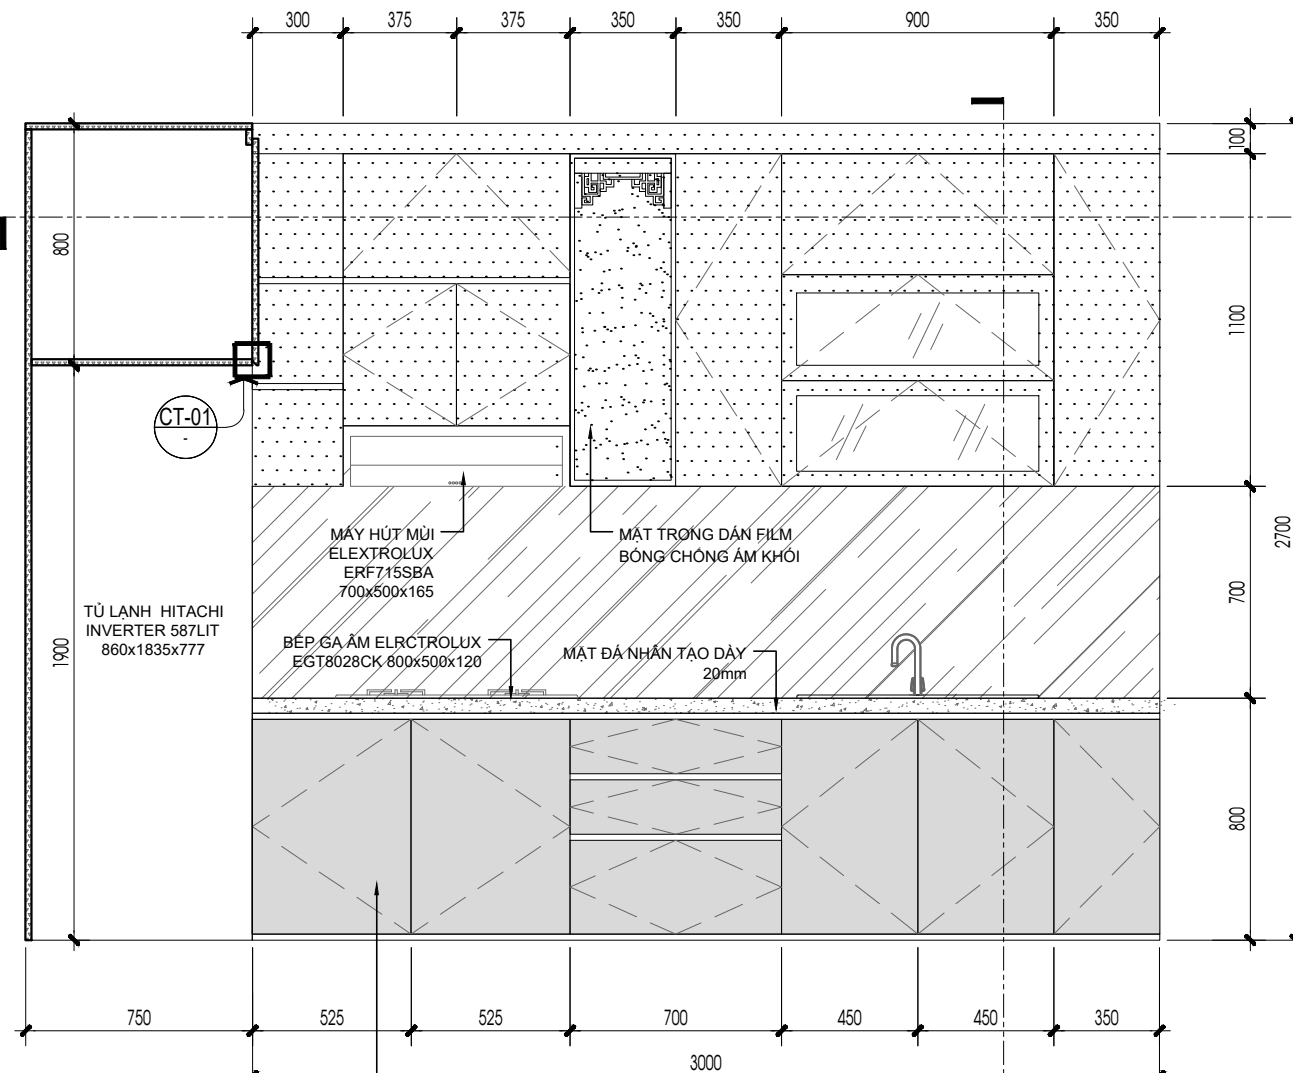 300 375 375 350 350 900 350
100
800
1100
CT-01
-
2700
MÁY HÚT MÙI
ELEXTROLUX
ERF715SBA
700x500x165
MẶT TRONG DÁN FILM
BÓNG CHỐNG ÁM KHÓI
700
TỦ LẠNH HITACHI
INVERTER 587LIT
860x1835x777
1900
BẾP GA ÂM ELRCTROLUX
EGT8028CK 800x500x120
MẶT ĐÁ NHÂN TẠO DÀY
20mm
800
750 525 525 700 450 450 350
3000